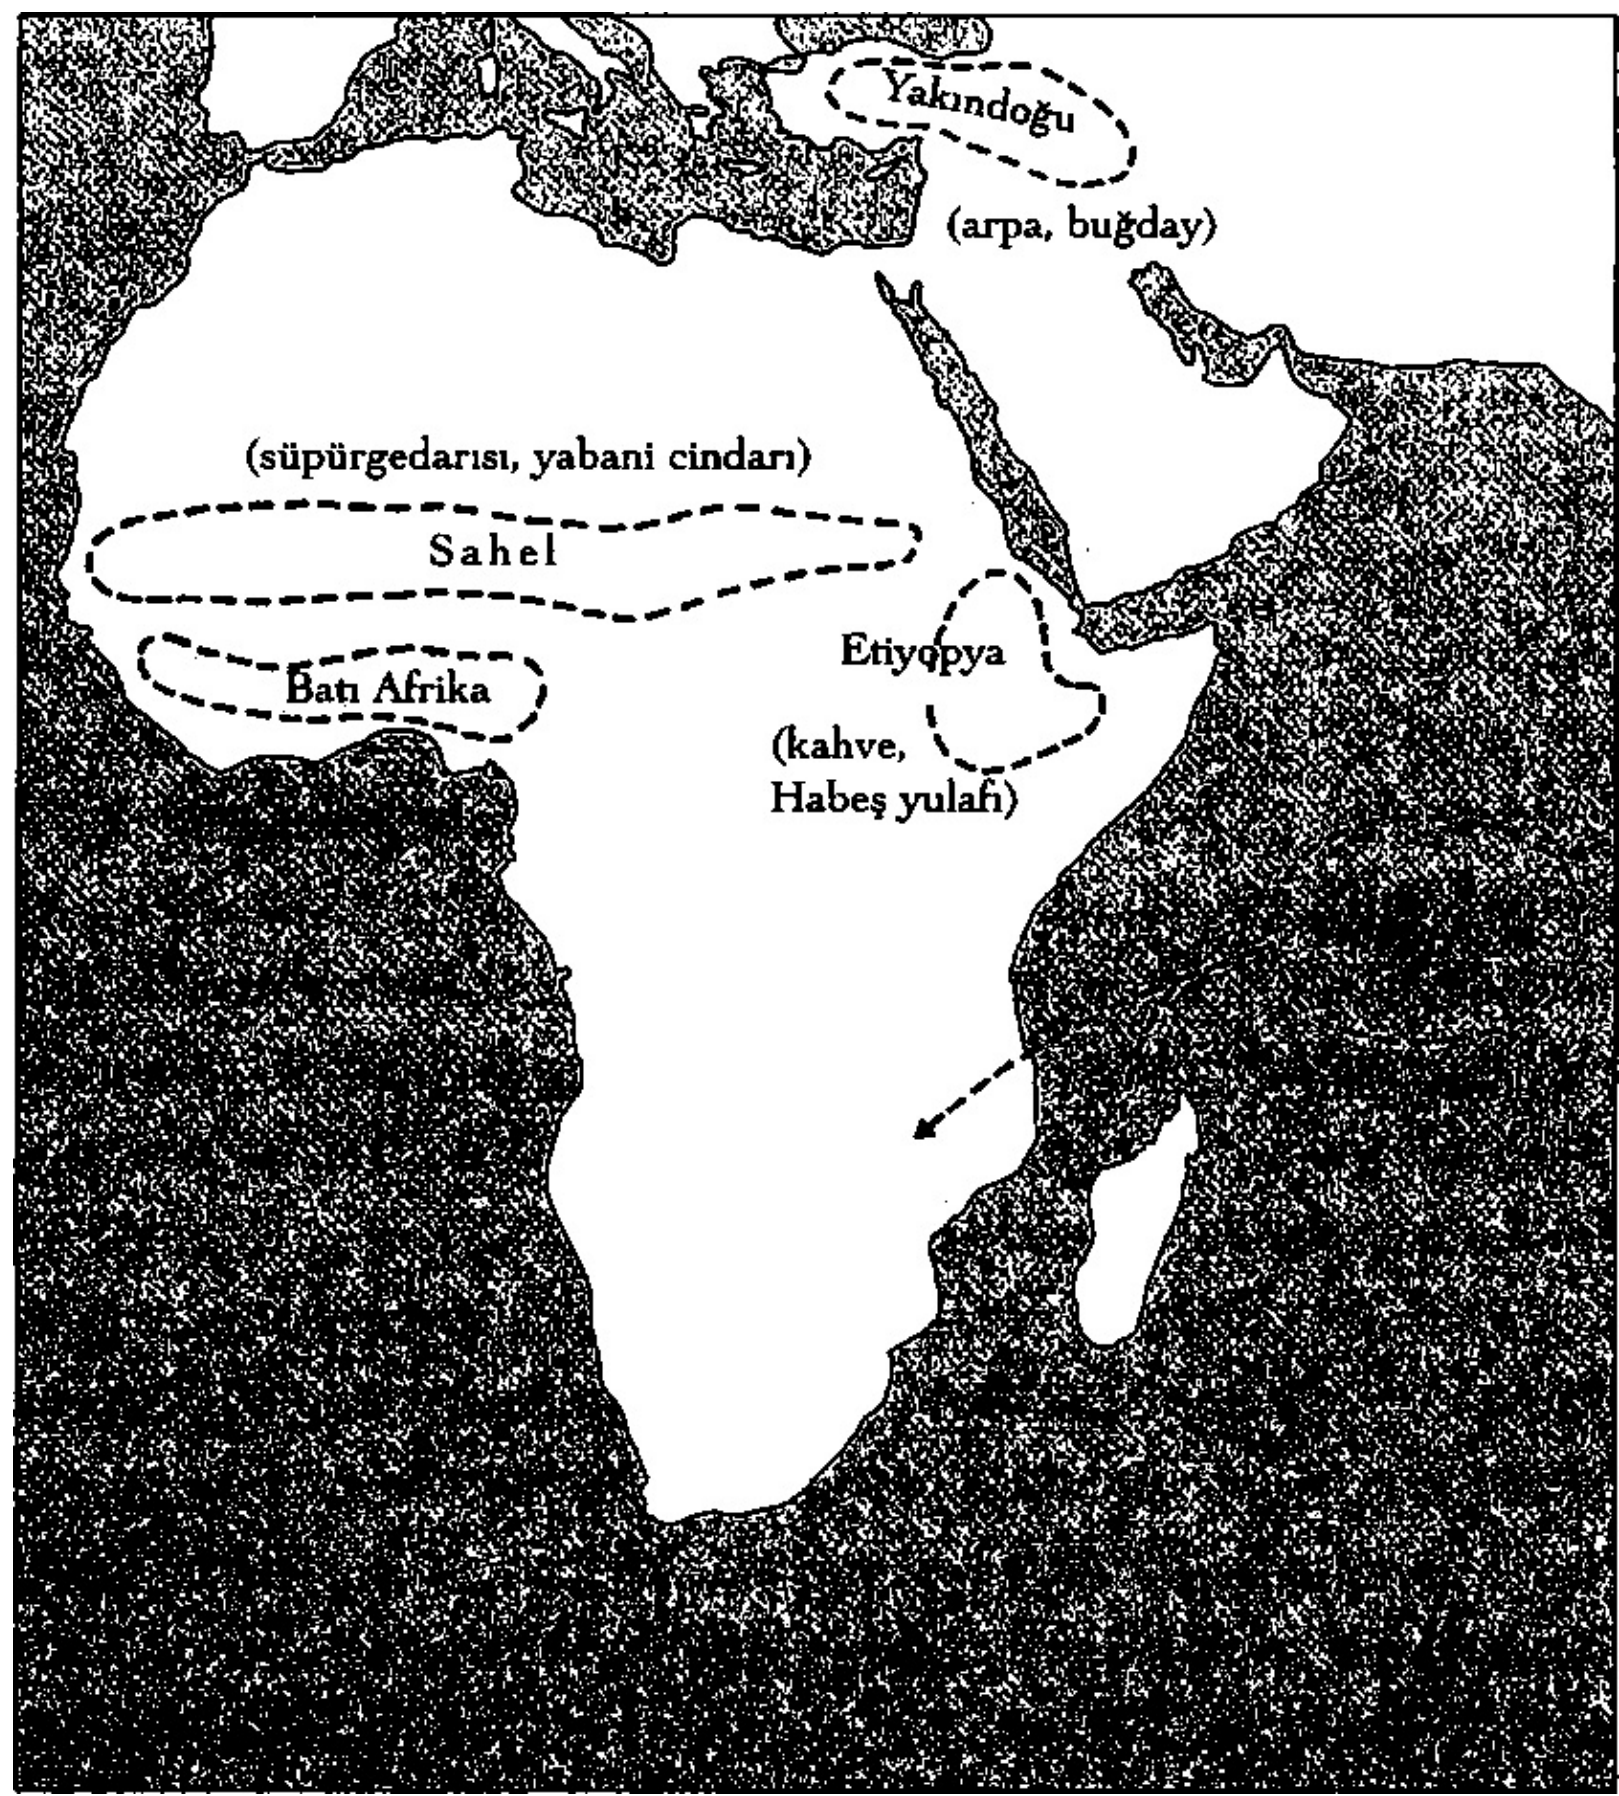 Yakındoğu
(arpa, buğday)
(süpürgedarısı, yabani cindarı)
Sahel
Etiyopya
Batı Afrika
(kahve,
Habeş yulafı)